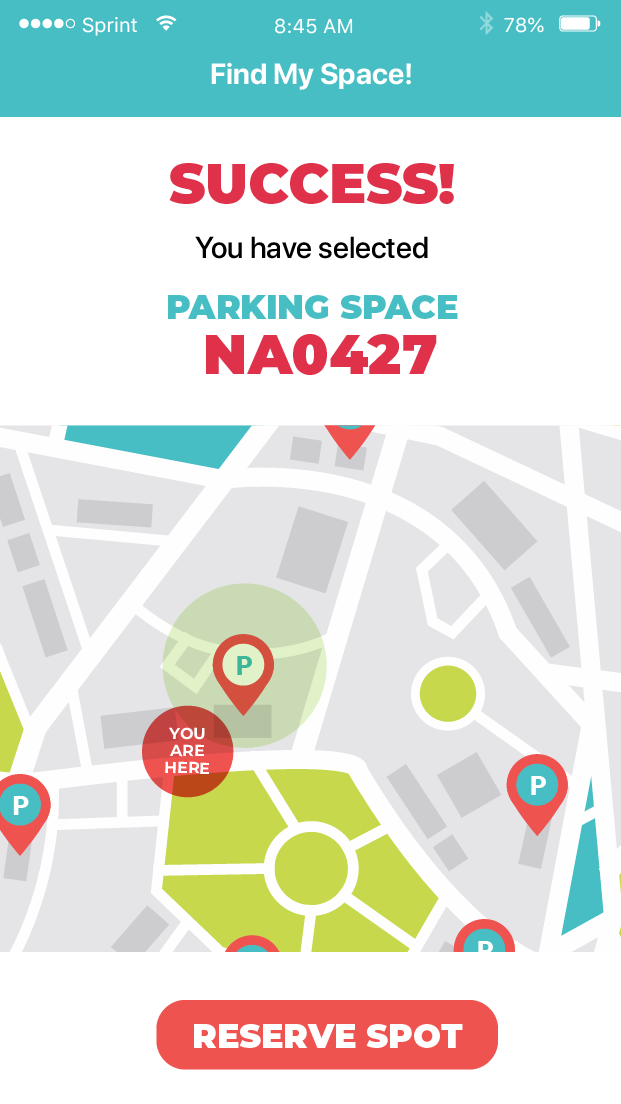 Sprint 8:45 AM 78%
Find My Space!
SUCCESS!
You have selected
PARKING SPACE
NA0427
P
YOU
ARE
HERE
P
P
P
RESERVE SPOT